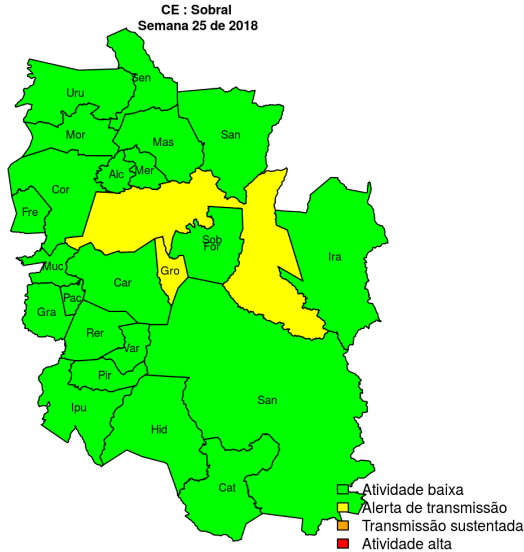 CE : Sobral
Semana 25 de 2018
Sen
Uru
Mor
Mas
San
Alc
Mer
Cor
Fre
Sob
For
Ira
Muc
Gro
Car
Pac
Gra
Rer
Var
Pir
Ipu
San
Hid
Cat
Atividade baixa
Alerta de transmissão
Transmissão sustentada
Atividade alta